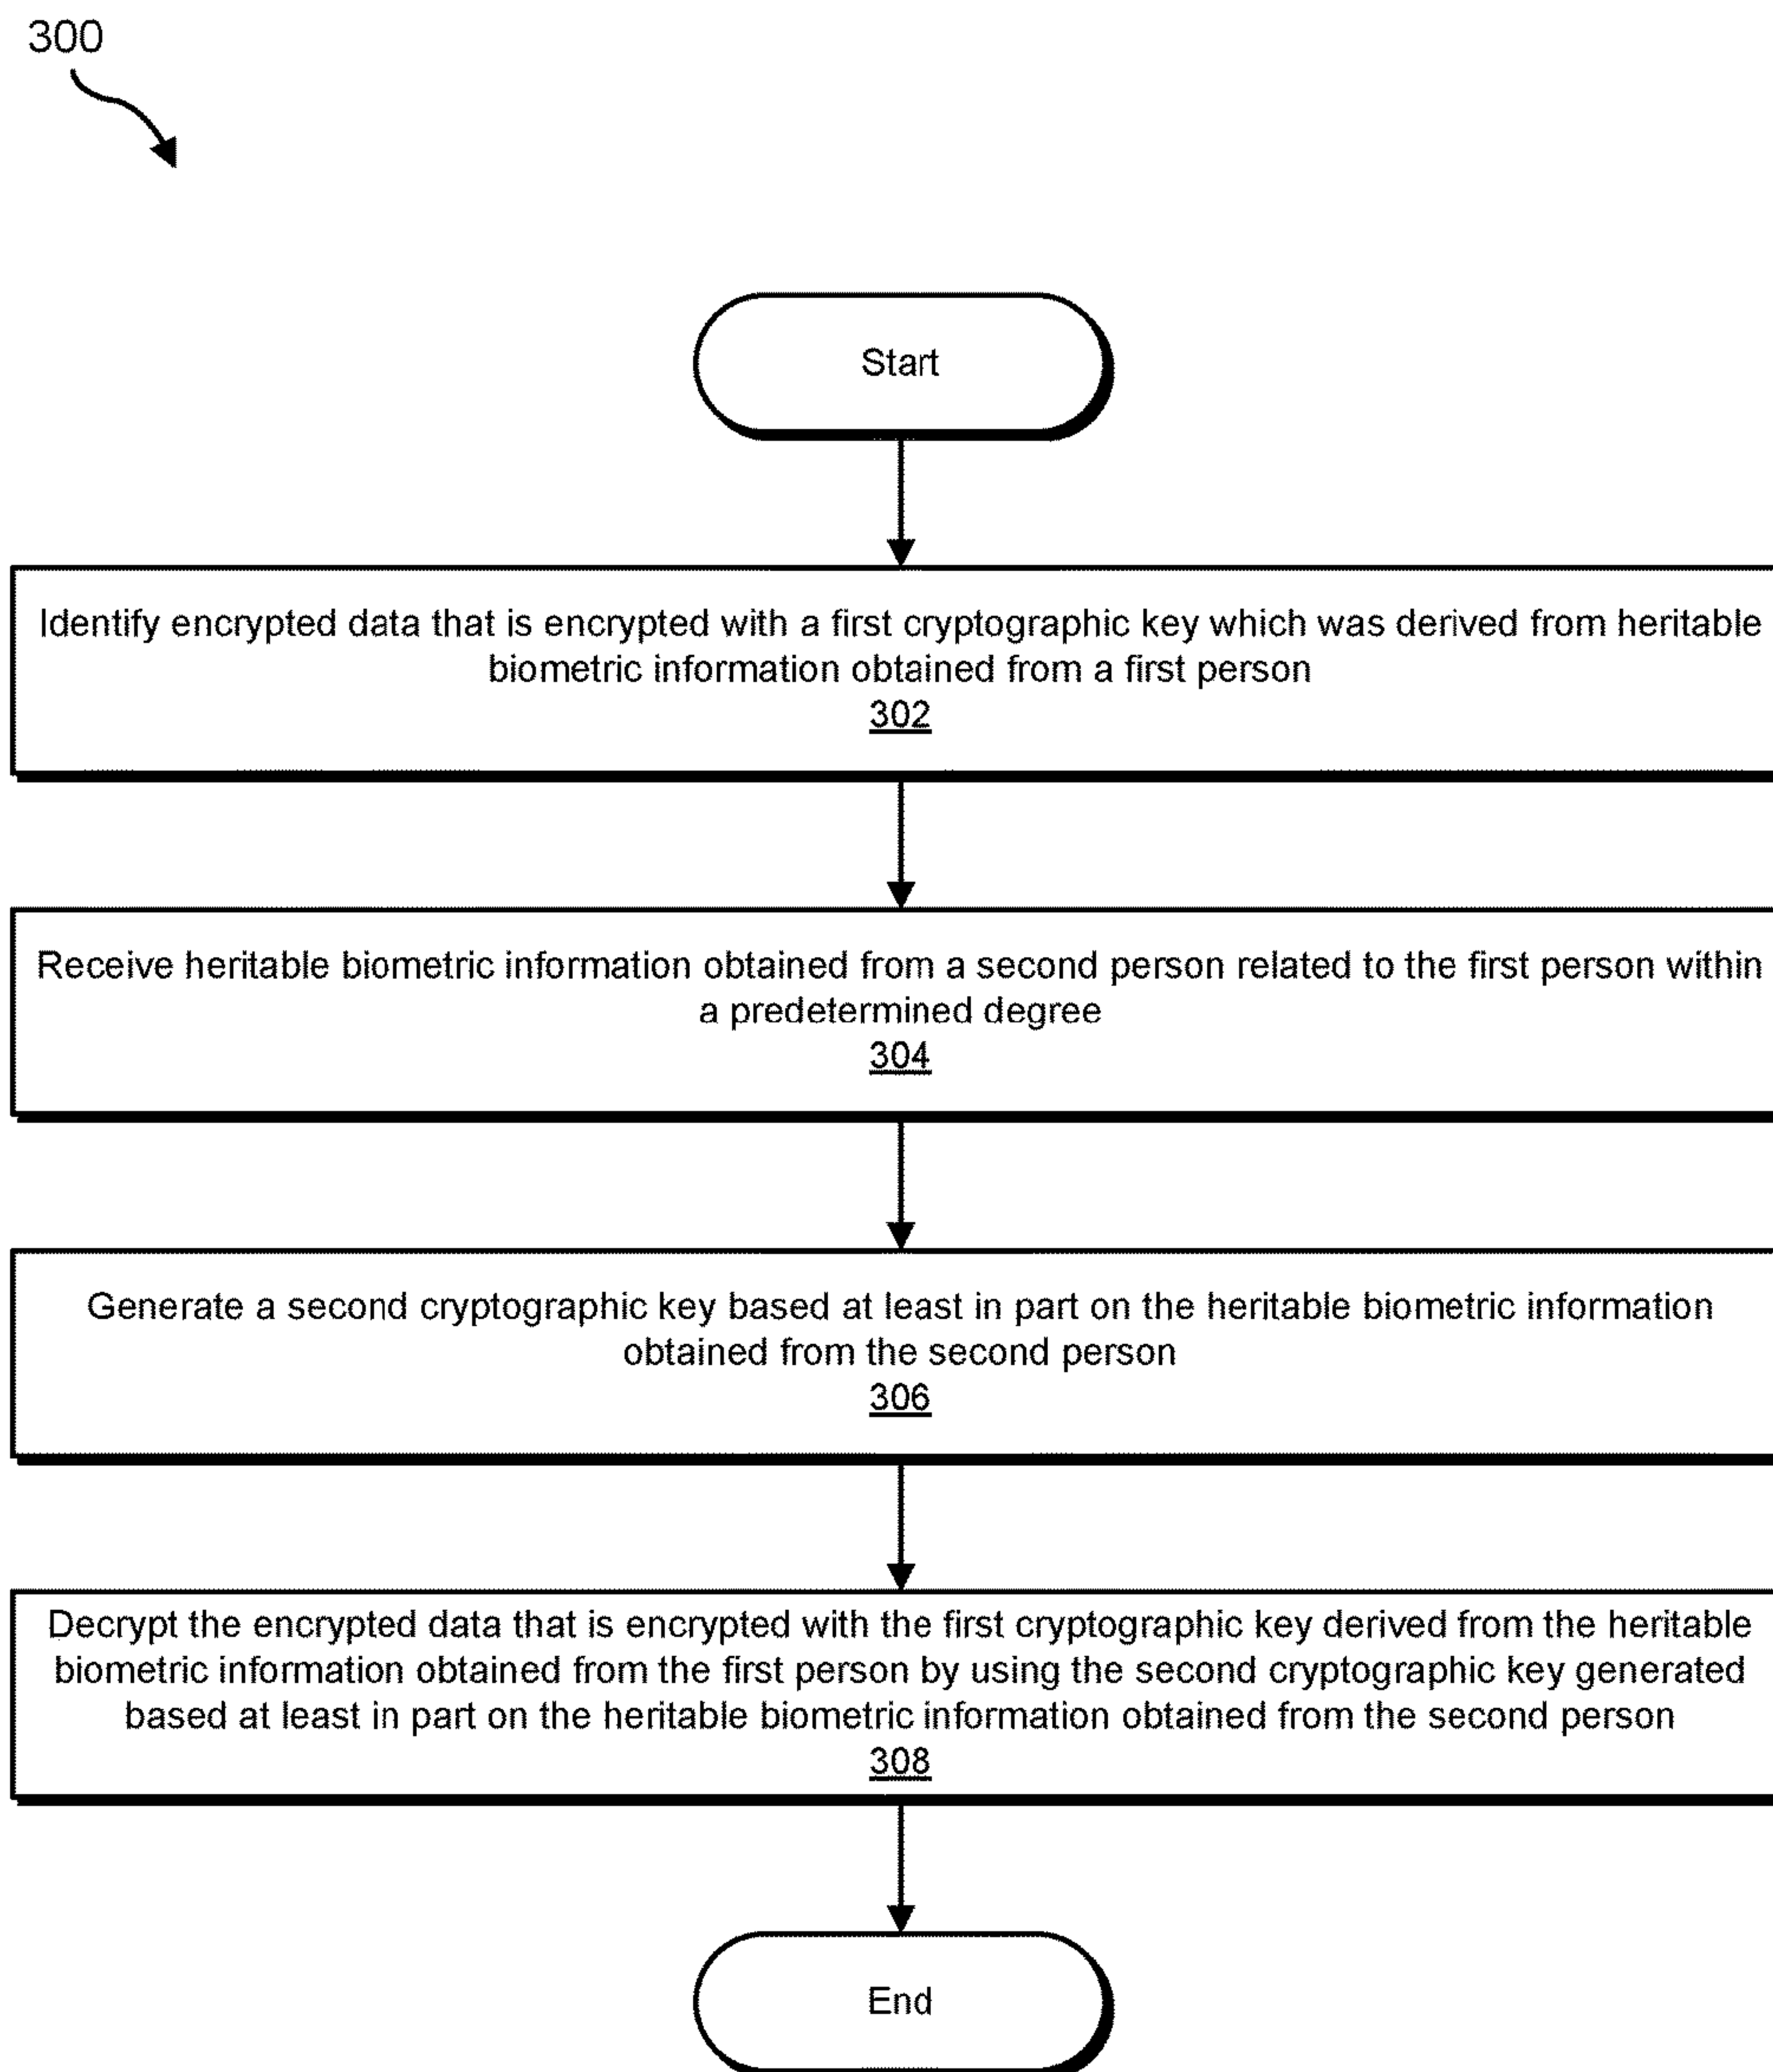 300
Start
Identify encrypted data that is encrypted with a first cryptographic key which was derived from heritable
biometric information obtained from a first person
302
Receive heritable biometric information obtained from a second person related to the first person within
a predetermined degree
304
Generate a second cryptographic key based at least in part on the heritable biometric information
obtained from the second person
306
Decrypt the encrypted data that is encrypted with the first cryptographic key derived from the heritable
biometric information obtained from the first person by using the second cryptographic key generated
based at least in part on the heritable biometric information obtained from the second person
308
End